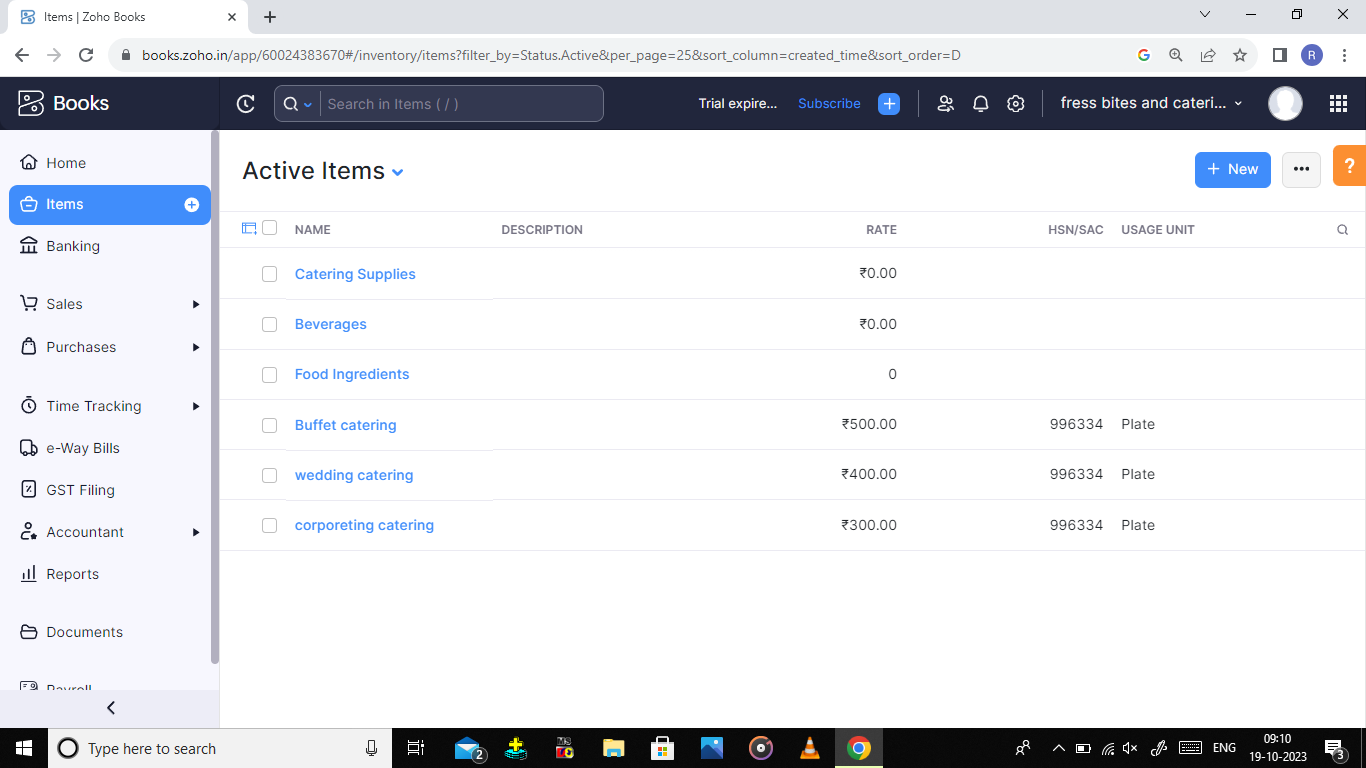 Items | Zoho Books
books.zoho.in/app/60024383670#/inventory/items?filter_by=Status.Active&per_page=25&sort_column=created_time&sort_order=D
R
Books
Search in Items ( / )
Trial expire...
Subscribe
fress bites and cateri...
Home
Items
Banking
Sales
Purchases
Time Tracking
e-Way Bills
GST Filing
Accountant
Reports
Documents
Payroll
Active Items
+ New
?
NAME DESCRIPTION RATE HSN/SAC USAGE UNIT
Catering Supplies ₹0.00
Beverages ₹0.00
Food Ingredients 0
Buffet catering ₹500.00 996334 Plate
wedding catering ₹400.00 996334 Plate
corporeting catering ₹300.00 996334 Plate
Type here to search
2
ENG
09:10
19-10-2023
3